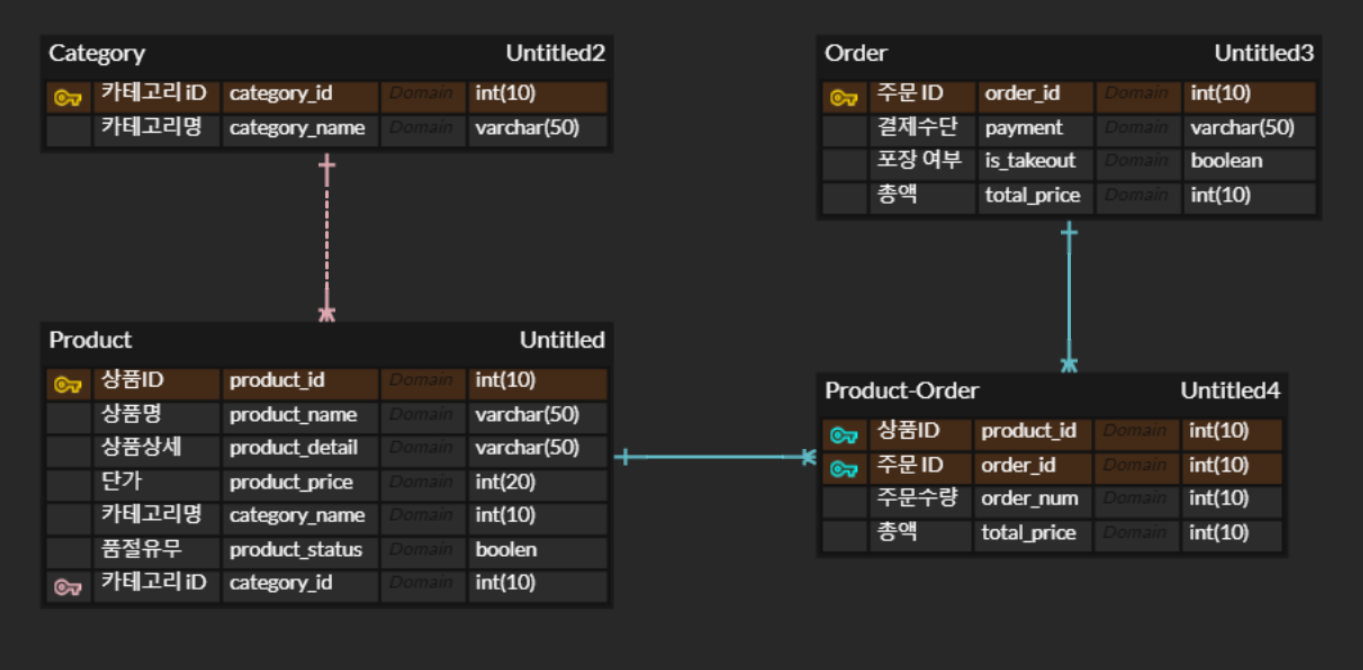 Category Untitled2
카테고리 iD category_id Domain int(10)
카테고리명 category_name Domain varchar(50)
Order Untitled3
주문 ID order_id Domain int(10)
결제수단 payment Domain varchar(50)
포장 여부 is_takeout Domain boolean
총액 total_price Domain int(10)
Product Untitled
상품ID product_id Domain int(10)
상품명 product_name Domain varchar(50)
상품상세 product_detail Domain varchar(50)
단가 product_price Domain int(20)
카테고리명 category_name Domain int(10)
품절유무 product_status Domain boolen
카테고리 iD category_id Domain int(10)
Product-Order Untitled4
상품ID product_id Domain int(10)
주문 ID order_id Domain int(10)
주문수량 order_num Domain int(10)
총액 total_price Domain int(10)